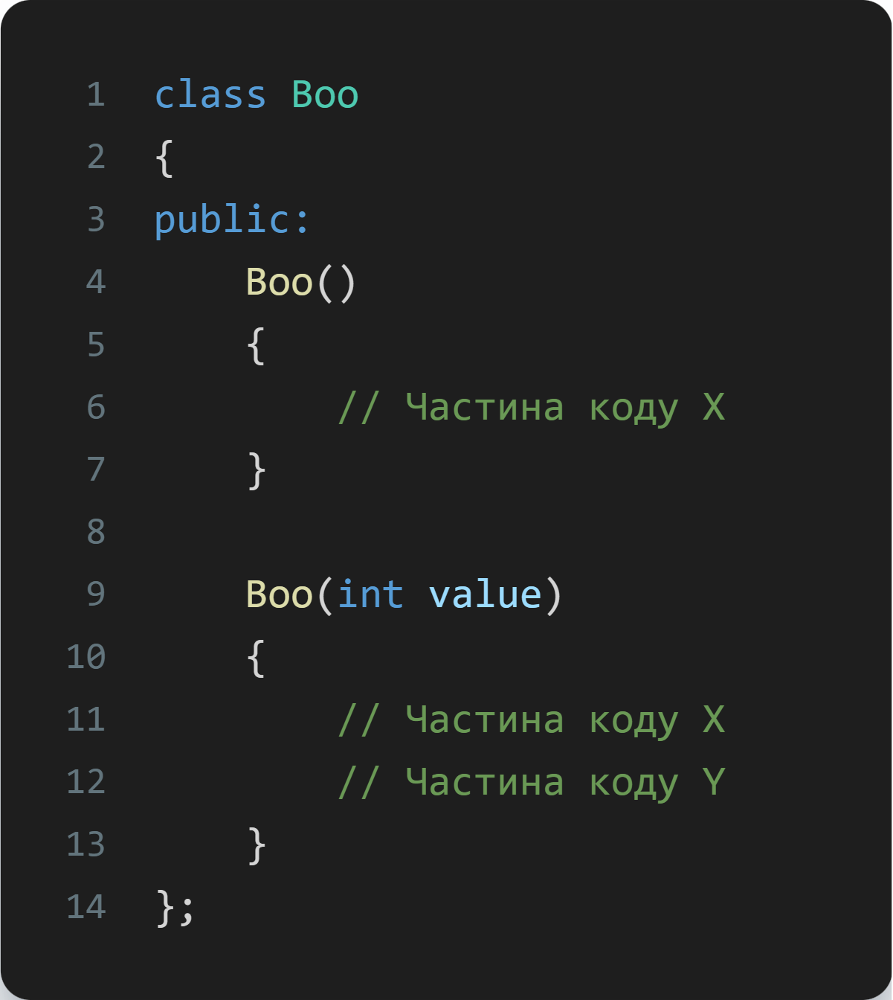 1 class Boo
2 {
3 public:
4     Boo()
5     {
6         // Частина коду X
7     }
8
9     Boo(int value)
10     {
11         // Частина коду X
12         // Частина коду Y
13     }
14 };